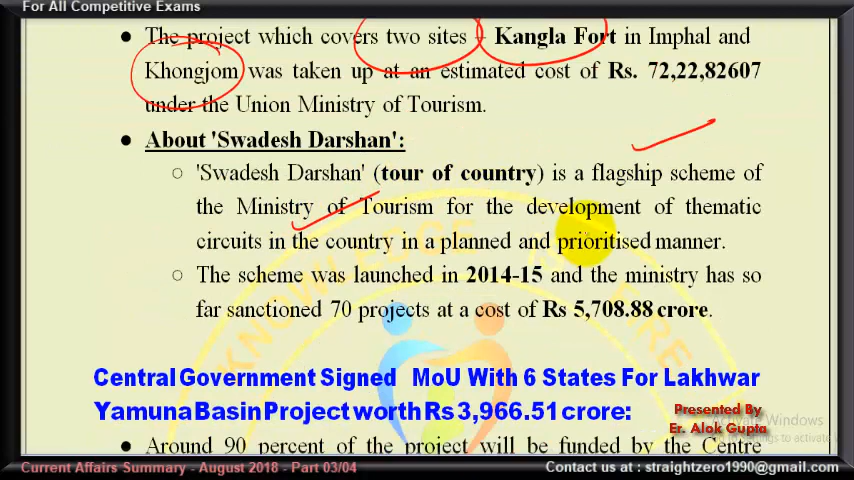 For All Competitive Exams
● The project which covers two sites – Kangla Fort in Imphal and
Khongjom was taken up at an estimated cost of Rs. 72,22,82607
under the Union Ministry of Tourism.
● About 'Swadesh Darshan':
○ 'Swadesh Darshan' (tour of country) is a flagship scheme of
the Ministry of Tourism for the development of thematic
circuits in the country in a planned and prioritised manner.
○ The scheme was launched in 2014-15 and the ministry has so
far sanctioned 70 projects at a cost of Rs 5,708.88 crore.
KNOWLEDGE
Central Government Signed MoU With 6 States For Lakhwar
Yamuna Basin Project worth Rs 3,966.51 crore:
Presented By
Er. Alok Gupta
Activate Windows
● Around 90 percent of the project will be funded by the Centre
Current Affairs Summary - August 2018 - Part 03/04
Contact us at : straightzero1990@gmail.com